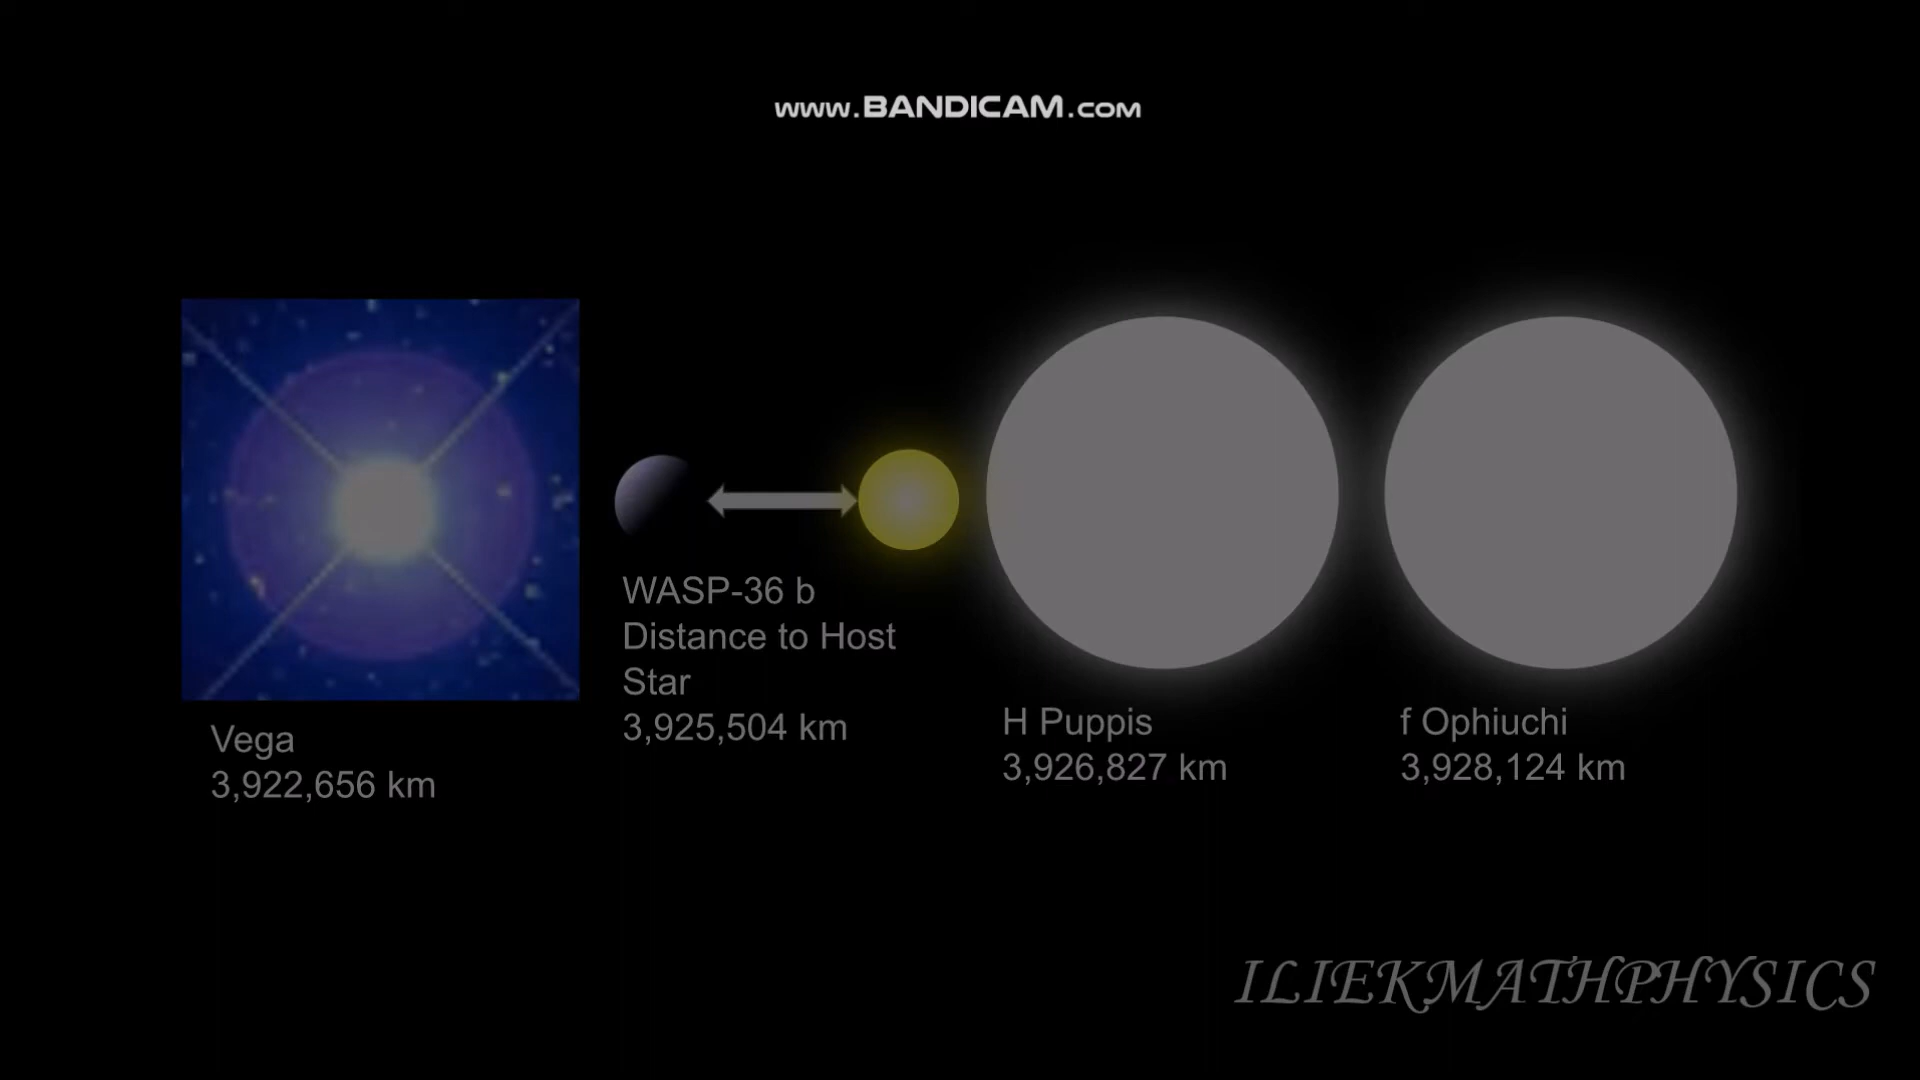 www.BANDICAM.com
Vega
3,922,656 km
WASP-36 b
Distance to Host
Star
3,925,504 km
H Puppis
3,926,827 km
f Ophiuchi
3,928,124 km
ILIEKMATHPHYSICS